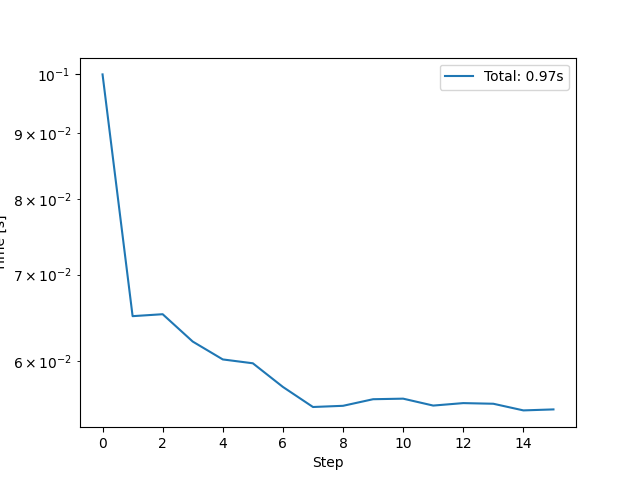 Total: 0.97s
10⁻¹
9 × 10⁻²
8 × 10⁻²
7 × 10⁻²
6 × 10⁻²
Time [s]
0 2 4 6 8 10 12 14
Step